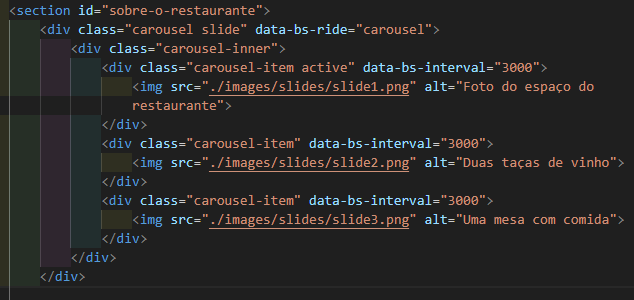 <section id="sobre-o-restaurante">
<div class="carousel slide" data-bs-ride="carousel">
<div class="carousel-inner">
<div class="carousel-item active" data-bs-interval="3000">
<img src="./images/slides/slide1.png" alt="Foto do espaço do
restaurante">
</div>
<div class="carousel-item" data-bs-interval="3000">
<img src="./images/slides/slide2.png" alt="Duas taças de vinho">
</div>
<div class="carousel-item" data-bs-interval="3000">
<img src="./images/slides/slide3.png" alt="Uma mesa com comida">
</div>
</div>
</div>